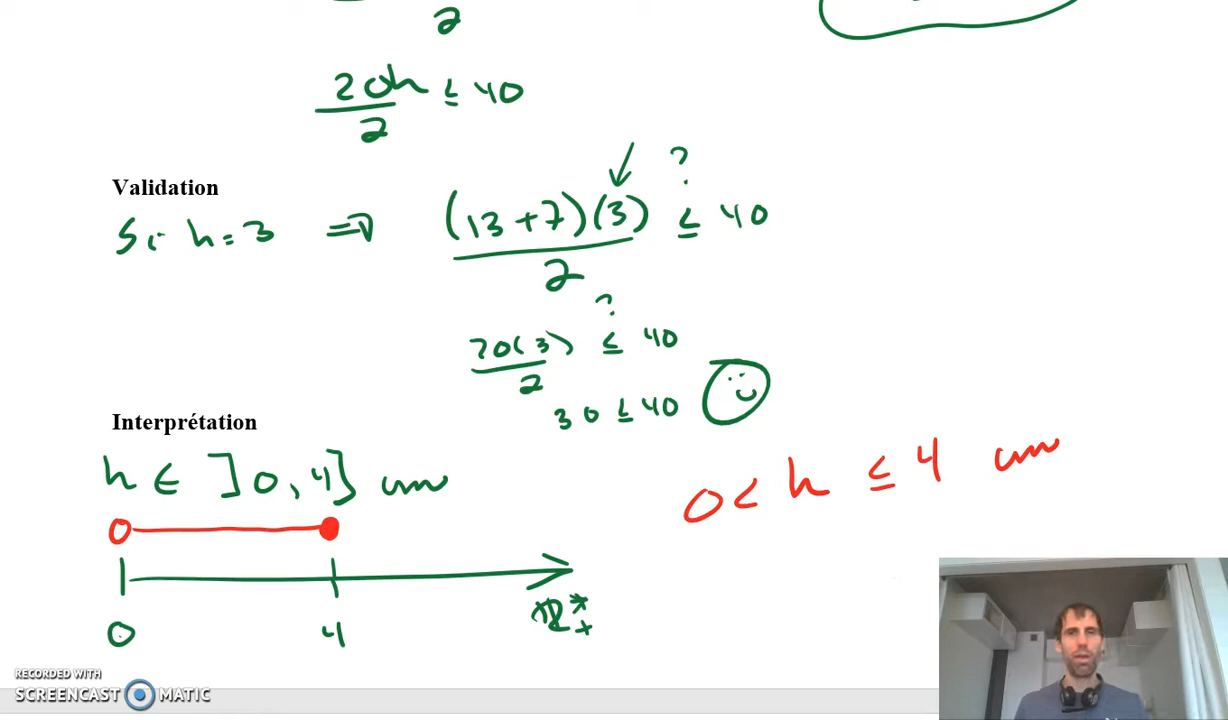 2
20h ≤ 40
2
Validation
Si h = 3 ⇒ (13 + 7)(3) ≤ 40
?
2
20(3) ≤ 40
?
2
30 ≤ 40
Interprétation
h ∈ ]0, 4] cm
0 < h ≤ 4 cm
0 4 ℝ*+
RECORDED WITH
SCREENCAST MATIC